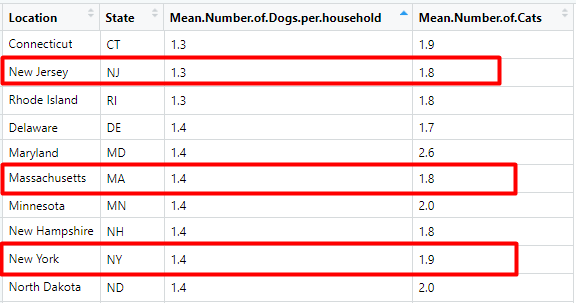 Location State Mean.Number.of.Dogs.per.household Mean.Number.of.Cats
Connecticut CT 1.3 1.9
New Jersey NJ 1.3 1.8
Rhode Island RI 1.3 1.8
Delaware DE 1.4 1.7
Maryland MD 1.4 2.6
Massachusetts MA 1.4 1.8
Minnesota MN 1.4 2.0
New Hampshire NH 1.4 1.8
New York NY 1.4 1.9
North Dakota ND 1.4 2.0